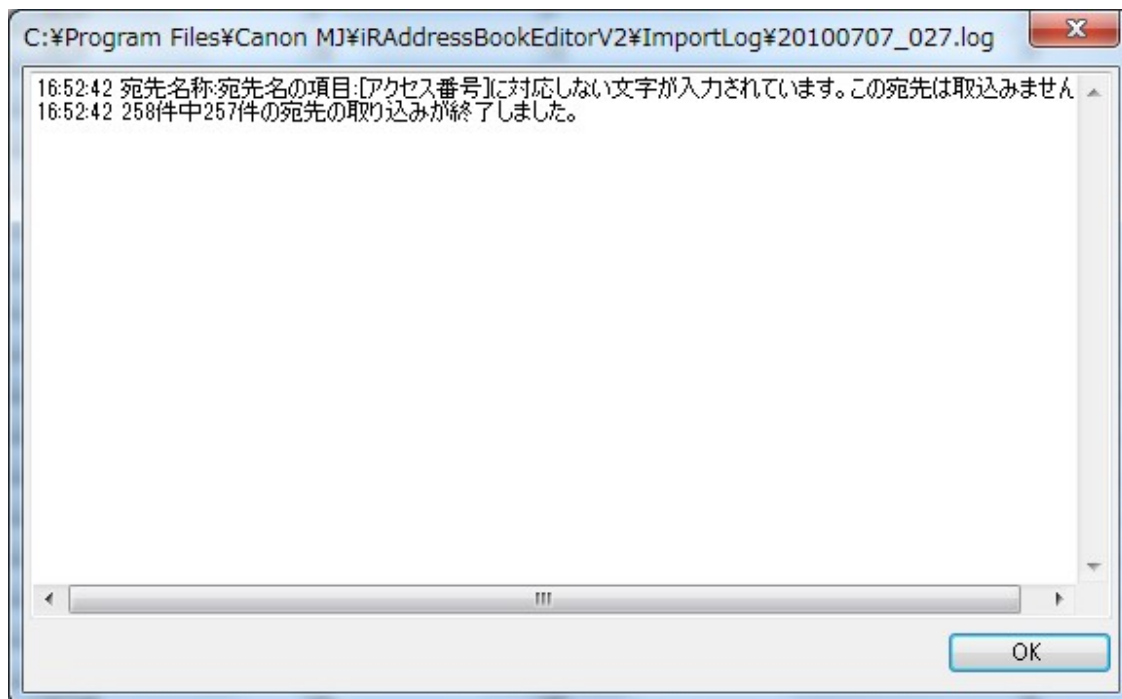 C:¥Program Files¥Canon MJ¥iRAddressBookEditorV2¥ImportLog¥20100707_027.log
16:52:42 宛先名称:宛先名の項目:[アクセス番号]に対応しない文字が入力されています。この宛先は取込みません
16:52:42 258件中257件の宛先の取り込みが終了しました。
OK